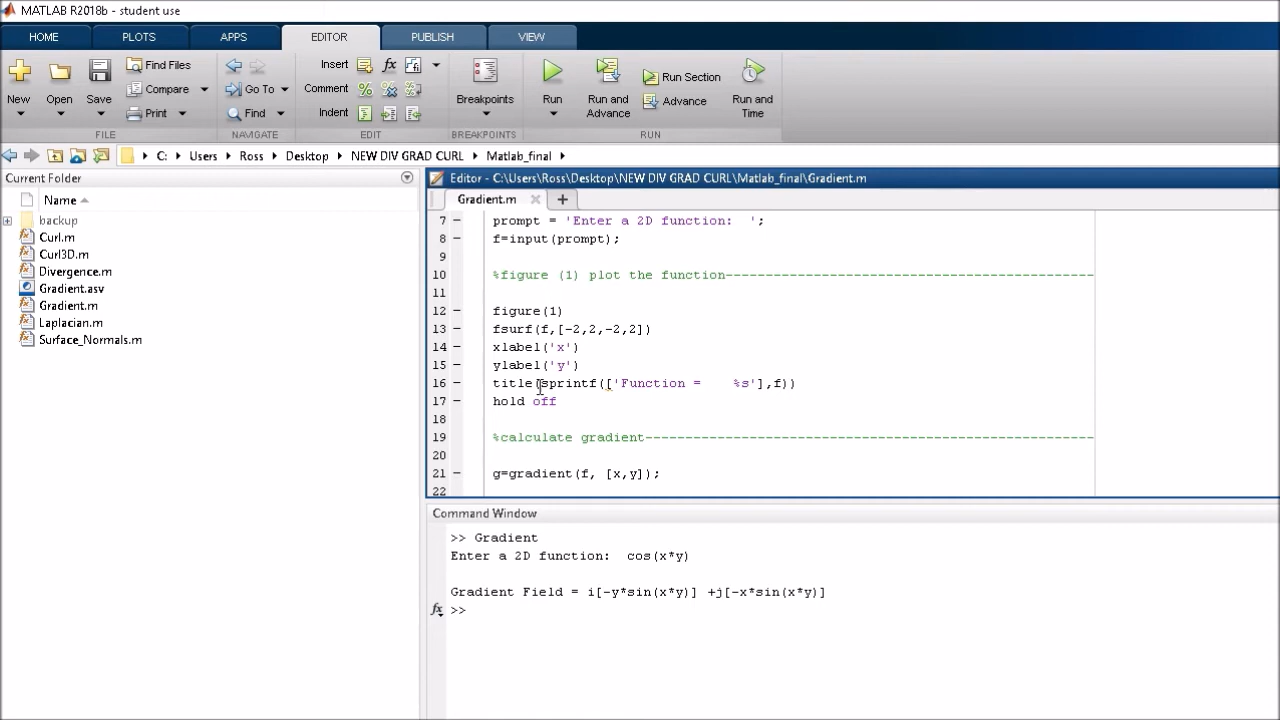 MATLAB R2018b - student use
HOME PLOTS APPS EDITOR PUBLISH VIEW
New Open Save Find Files Compare Print
Go To Find
Insert fx Comment Indent
Breakpoints
Run Run and Advance Run Section Advance Run and Time
FILE NAVIGATE EDIT BREAKPOINTS RUN
C: Users Ross Desktop NEW DIV GRAD CURL Matlab_final
Current Folder
Name
backup
Curl.m
Curl3D.m
Divergence.m
Gradient.asv
Gradient.m
Laplacian.m
Surface_Normals.m
Editor - C:\Users\Ross\Desktop\NEW DIV GRAD CURL\Matlab_final\Gradient.m
Gradient.m
7 - prompt = 'Enter a 2D function:  ';
8 - f=input(prompt);
9
10 %figure (1) plot the function----------------------------------------------
11
12 - figure(1)
13 - fsurf(f,[-2,2,-2,2])
14 - xlabel('x')
15 - ylabel('y')
16 - title(sprintf(['Function =    %s'],f))
17 - hold off
18
19 %calculate gradient--------------------------------------------------------
20
21 - g=gradient(f, [x,y]);
22
Command Window
>> Gradient
Enter a 2D function:  cos(x*y)
Gradient Field = i[-y*sin(x*y)] +j[-x*sin(x*y)]
fx >>